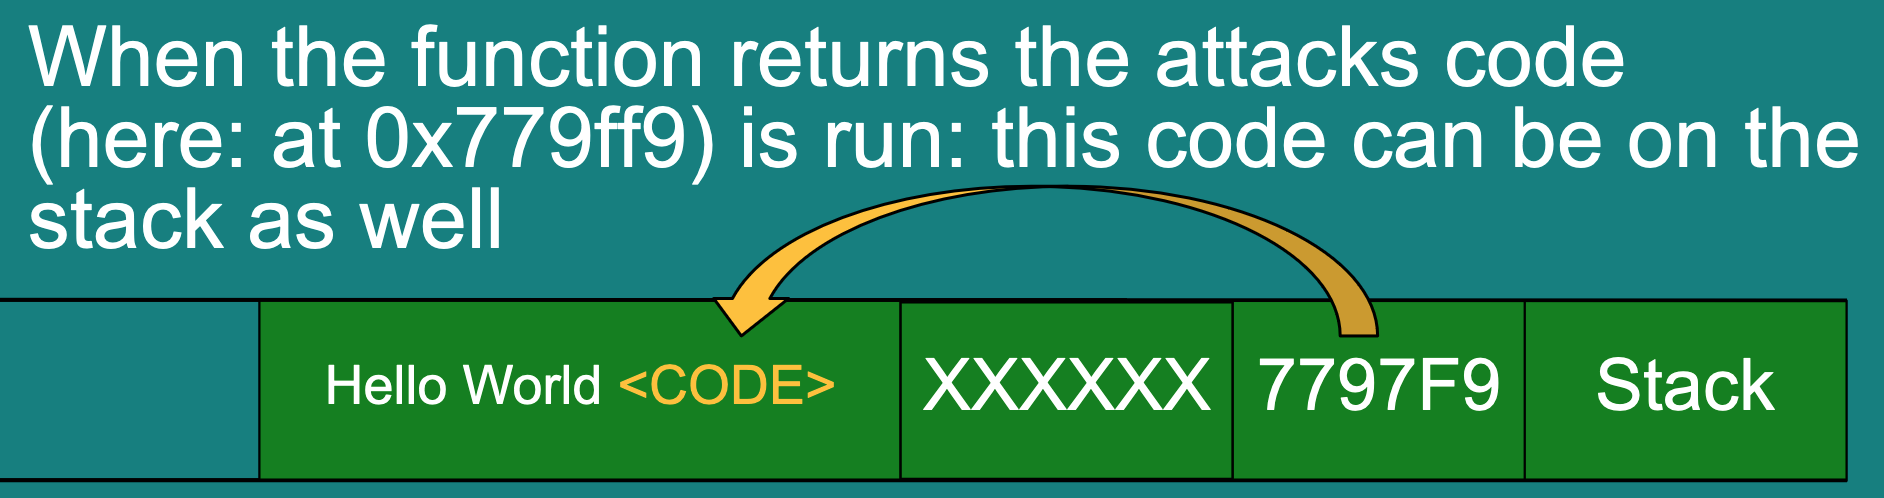 When the function returns the attacks code
(here: at 0x779ff9) is run: this code can be on the
stack as well
Hello World <CODE> XXXXXX 7797F9 Stack